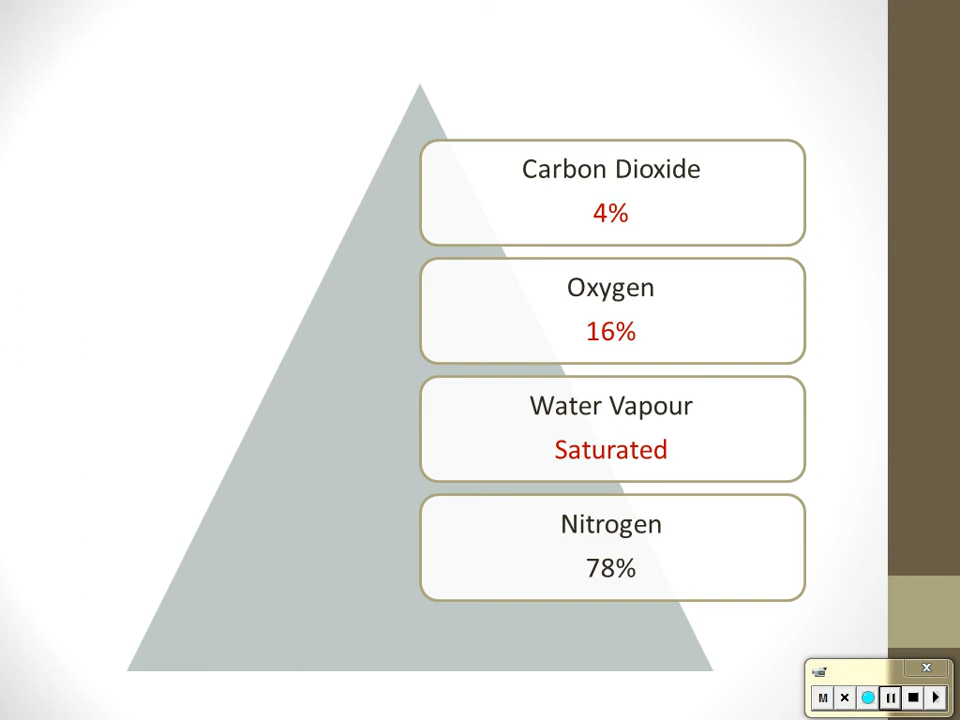 Carbon Dioxide
4%
Oxygen
16%
Water Vapour
Saturated
Nitrogen
78%
M